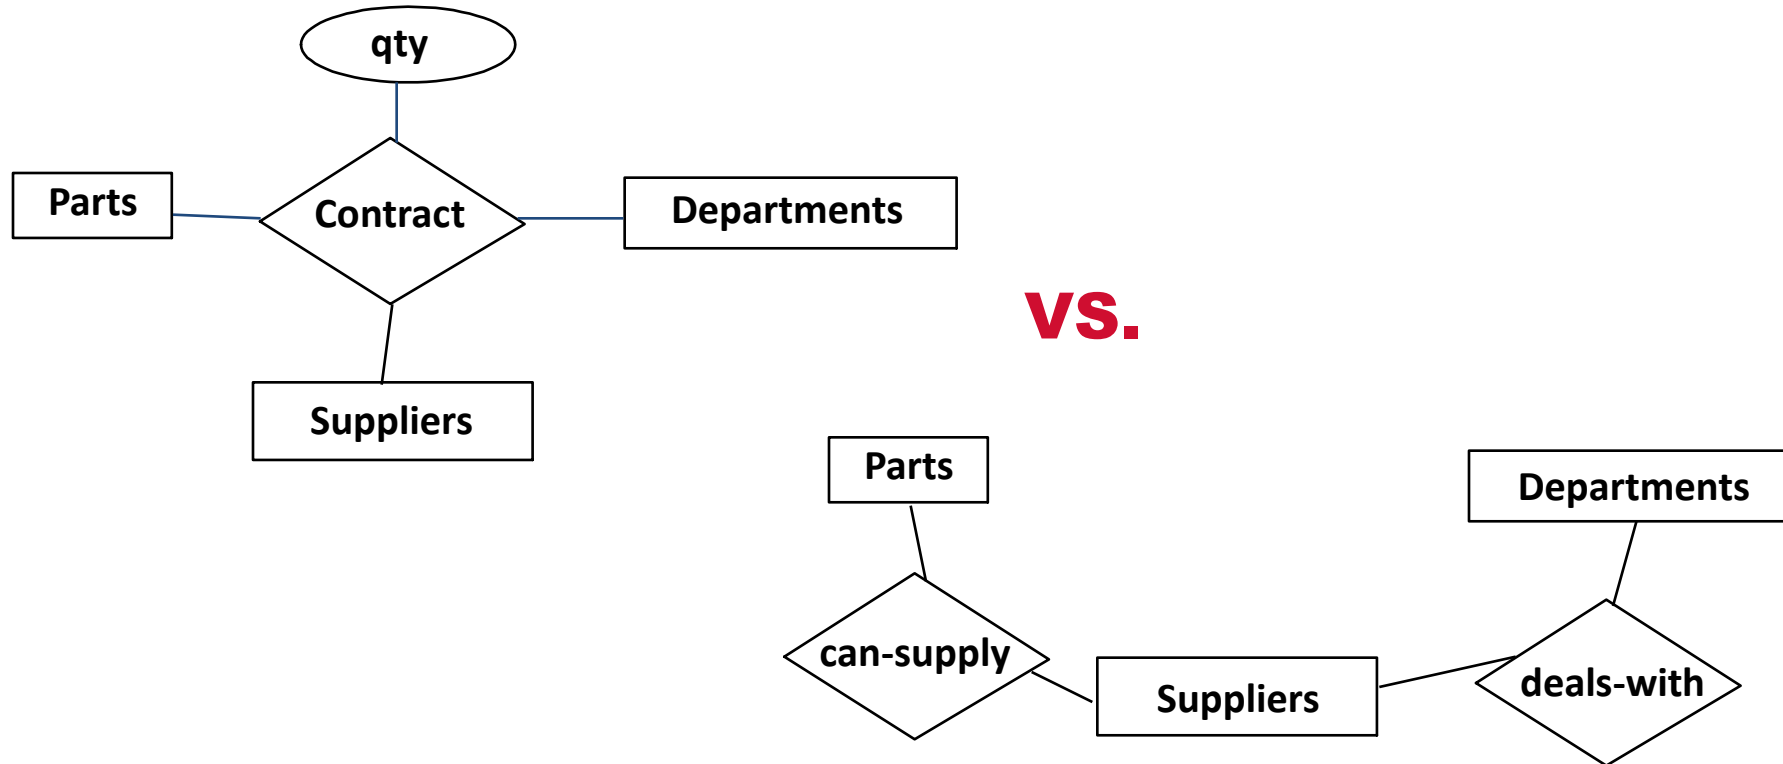 qty
Parts
Contract
Departments
Suppliers
vs.
Parts
Departments
can-supply
Suppliers
deals-with